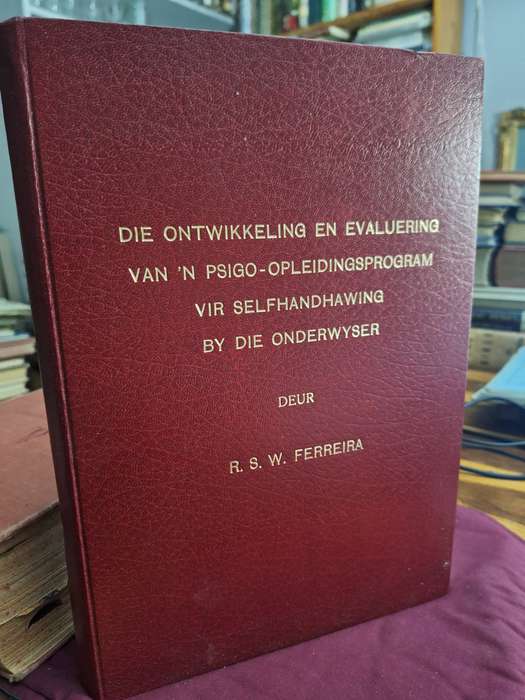 DIE ONTWIKKELING EN EVALUERING
VAN 'N PSIGO-OPLEIDINGSPROGRAM
VIR SELFHANDHAWING
BY DIE ONDERWYSER
DEUR
R. S. W. FERREIRA